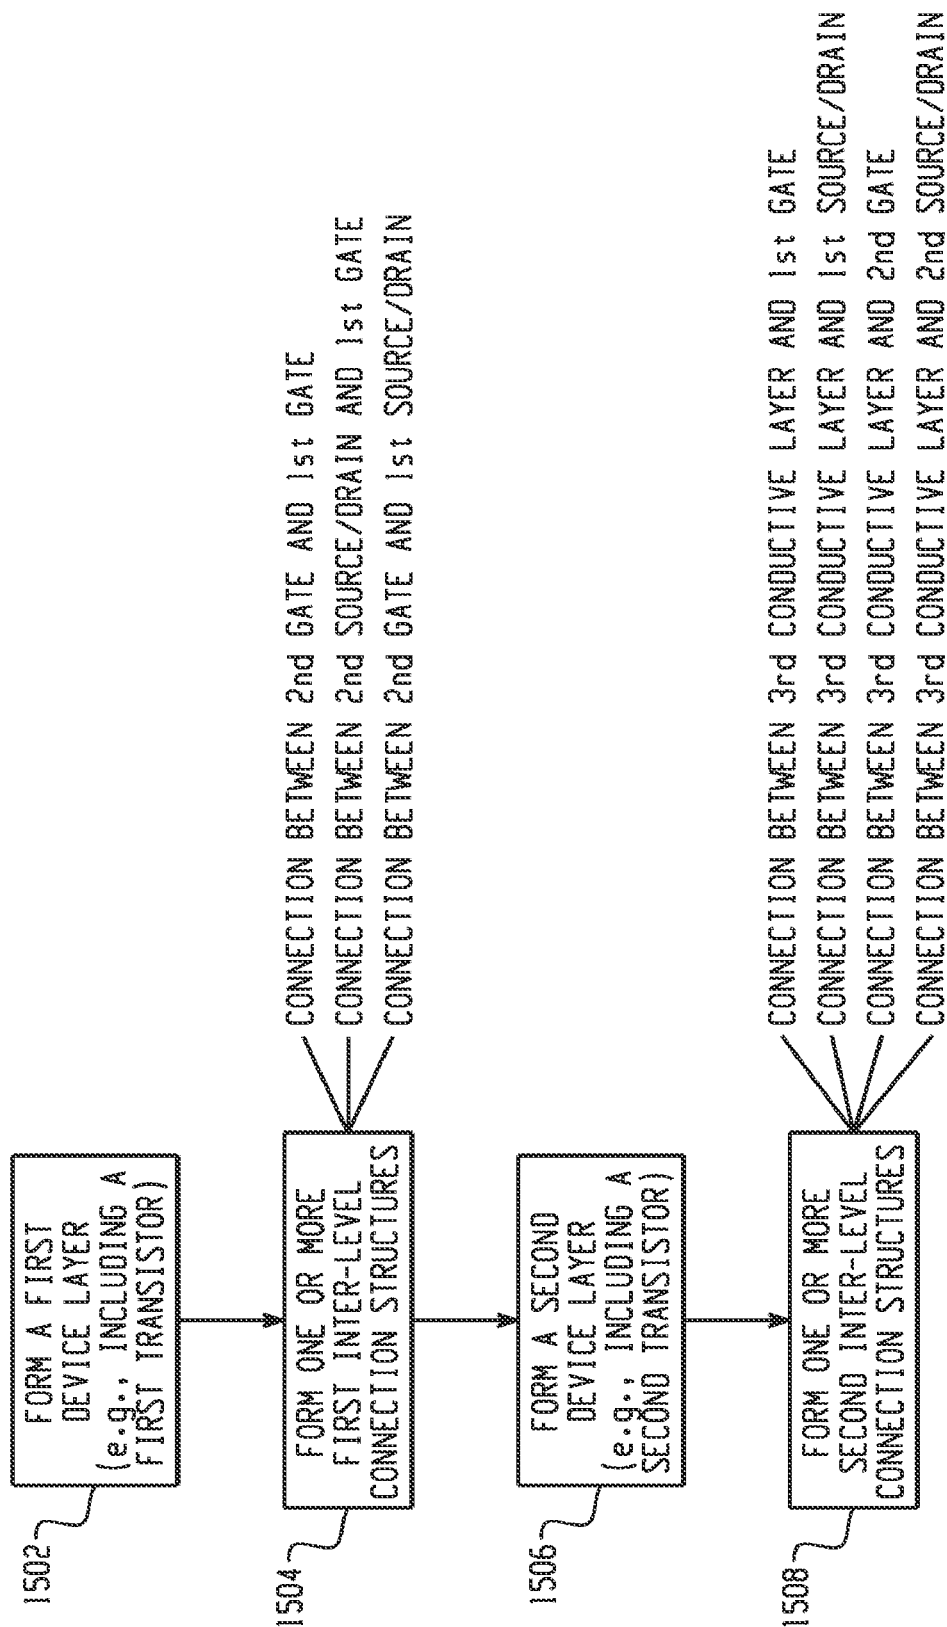 1502
FORM A FIRST
DEVICE LAYER
(e.g., INCLUDING A
FIRST TRANSISTOR)
1504
FORM ONE OR MORE
FIRST INTER-LEVEL
CONNECTION STRUCTURES
CONNECTION BETWEEN 2nd GATE AND 1st GATE
CONNECTION BETWEEN 2nd SOURCE/DRAIN AND 1st GATE
CONNECTION BETWEEN 2nd GATE AND 1st SOURCE/DRAIN
1506
FORM A SECOND
DEVICE LAYER
(e.g., INCLUDING A
SECOND TRANSISTOR)
1508
FORM ONE OR MORE
SECOND INTER-LEVEL
CONNECTION STRUCTURES
CONNECTION BETWEEN 3rd CONDUCTIVE LAYER AND 1st GATE
CONNECTION BETWEEN 3rd CONDUCTIVE LAYER AND 1st SOURCE/DRAIN
CONNECTION BETWEEN 3rd CONDUCTIVE LAYER AND 2nd GATE
CONNECTION BETWEEN 3rd CONDUCTIVE LAYER AND 2nd SOURCE/DRAIN